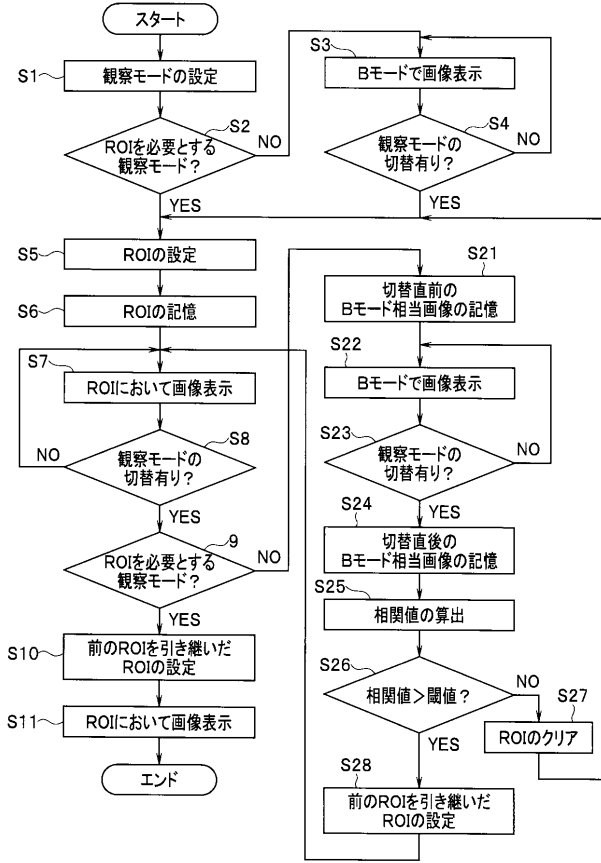 スタート
S1
観察モードの設定
S2
ROIを必要とする
観察モード？
NO
YES
S3
Bモードで画像表示
S4
観察モードの
切替有り？
NO
YES
S5
ROIの設定
S6
ROIの記憶
S7
ROIにおいて画像表示
S8
観察モードの
切替有り？
NO
YES
9
ROIを必要とする
観察モード？
NO
YES
S10
前のROIを引き継いだ
ROIの設定
S11
ROIにおいて画像表示
エンド
S21
切替直前の
Bモード相当画像の記憶
S22
Bモードで画像表示
S23
観察モードの
切替有り？
NO
YES
S24
切替直後の
Bモード相当画像の記憶
S25
相関値の算出
S26
相関値＞閾値？
NO
YES
S27
ROIのクリア
S28
前のROIを引き継いだ
ROIの設定